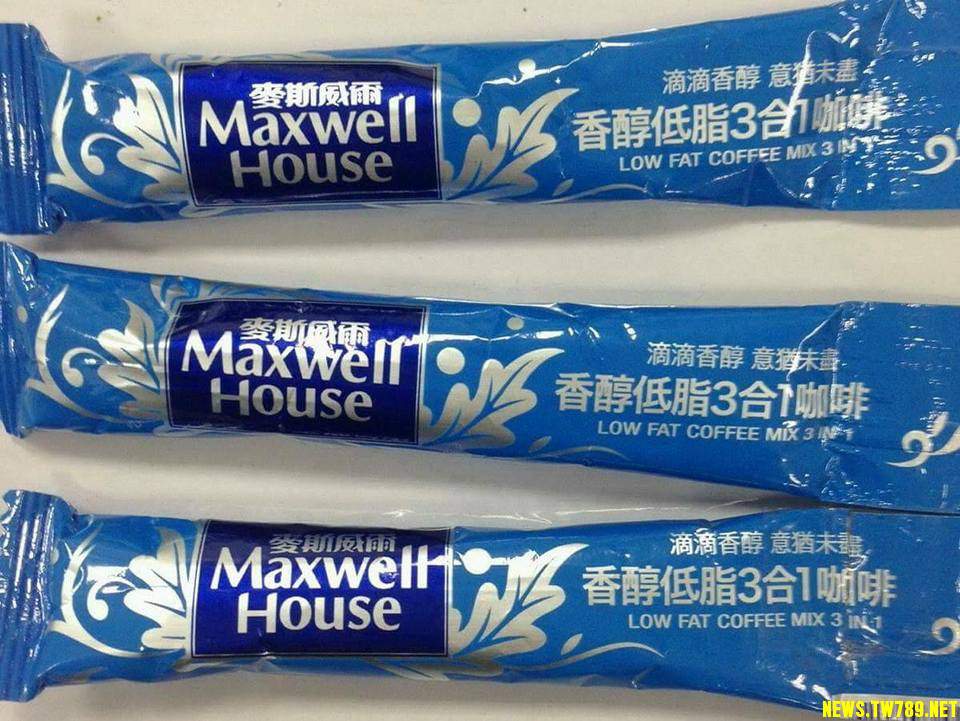 麥斯威爾
Maxwell
House
滴滴香醇 意猶未盡
香醇低脂3合1咖啡
LOW FAT COFFEE MIX 3 IN 1
麥斯威爾
Maxwell
House
滴滴香醇 意猶未盡
香醇低脂3合1咖啡
LOW FAT COFFEE MIX 3 IN 1
麥斯威爾
Maxwell
House
滴滴香醇 意猶未盡
香醇低脂3合1咖啡
LOW FAT COFFEE MIX 3 IN 1
NEWS.TW789.NET